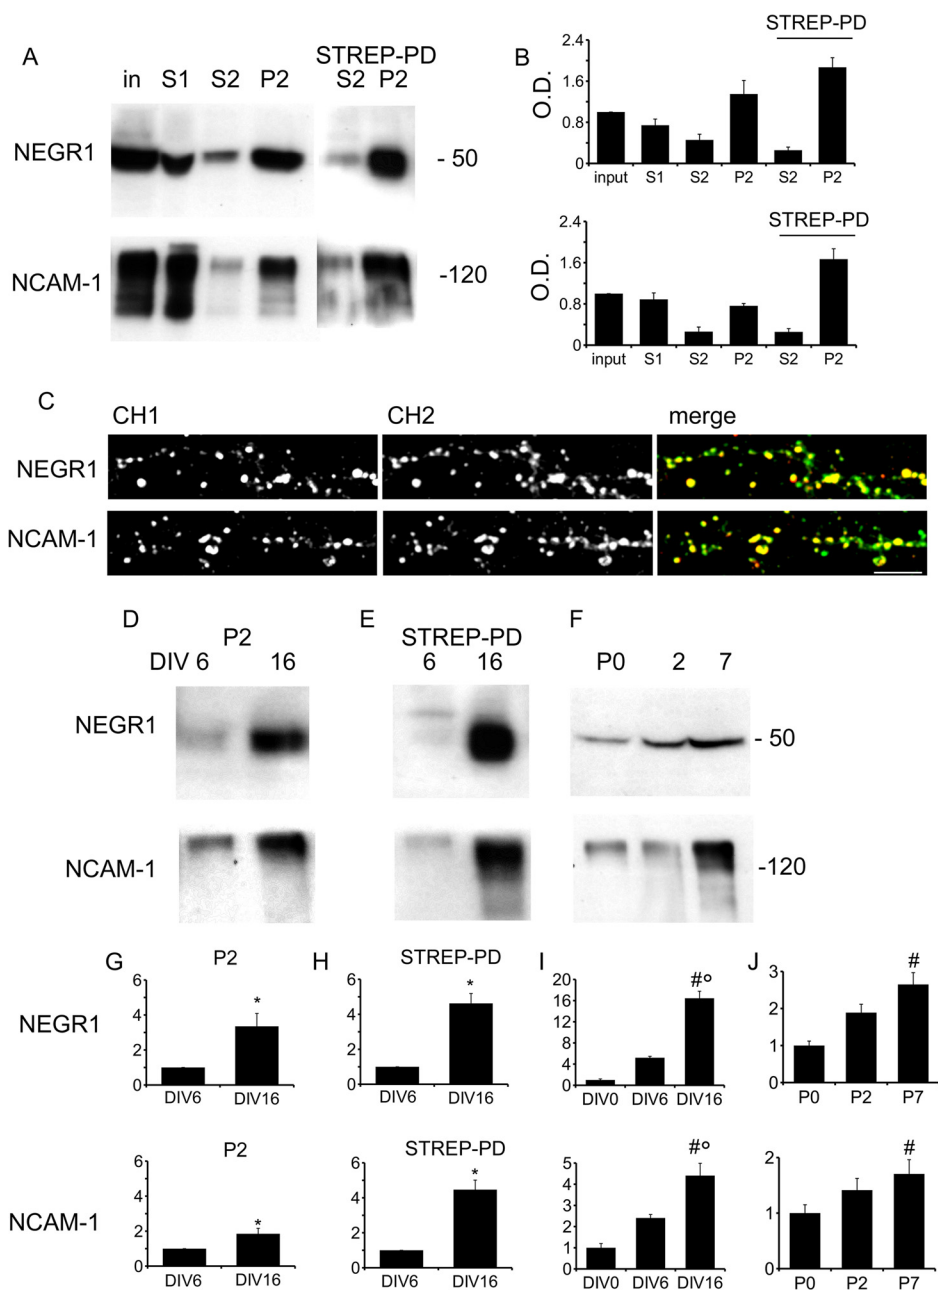 A
STREP-PD
in S1 S2 P2 S2 P2
NEGR1
- 50
NCAM-1
-120
B
STREP-PD
2.4
1.6
0.8
0
O.D.
input S1 S2 P2 S2 P2
STREP-PD
2.4
1.6
0.8
0
O.D.
input S1 S2 P2 S2 P2
C
CH1 CH2 merge
NEGR1
NCAM-1
D
P2
DIV 6 16
E
STREP-PD
6 16
F
P0 2 7
NEGR1
- 50
NCAM-1
-120
NEGR1
G
P2
6
4
2
0
*
DIV6 DIV16
H
STREP-PD
6
4
2
0
*
DIV6 DIV16
I
20
16
12
8
4
0
#°
DIV0 DIV6 DIV16
J
3
2
1
0
#
P0 P2 P7
NCAM-1
P2
6
4
2
0
*
DIV6 DIV16
STREP-PD
6
4
2
0
*
DIV6 DIV16
5
4
3
2
1
0
#°
DIV0 DIV6 DIV16
2
1
0
#
P0 P2 P7